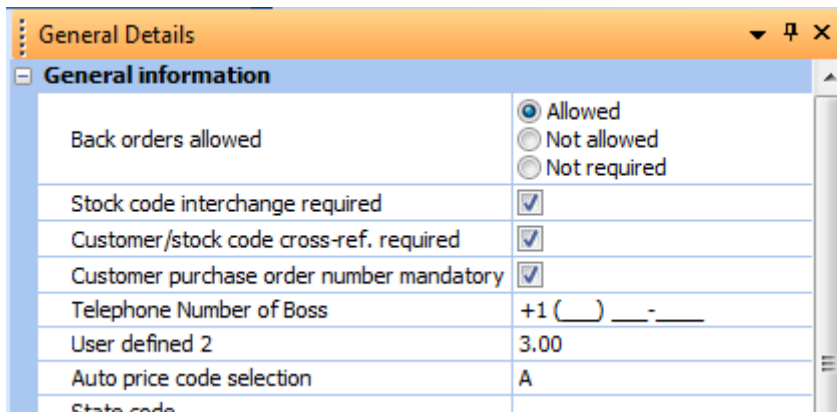 General Details
General information
Back orders allowed
Allowed
Not allowed
Not required
Stock code interchange required
Customer/stock code cross-ref. required
Customer purchase order number mandatory
Telephone Number of Boss +1 (___) ___-____
User defined 2 3.00
Auto price code selection A
State code